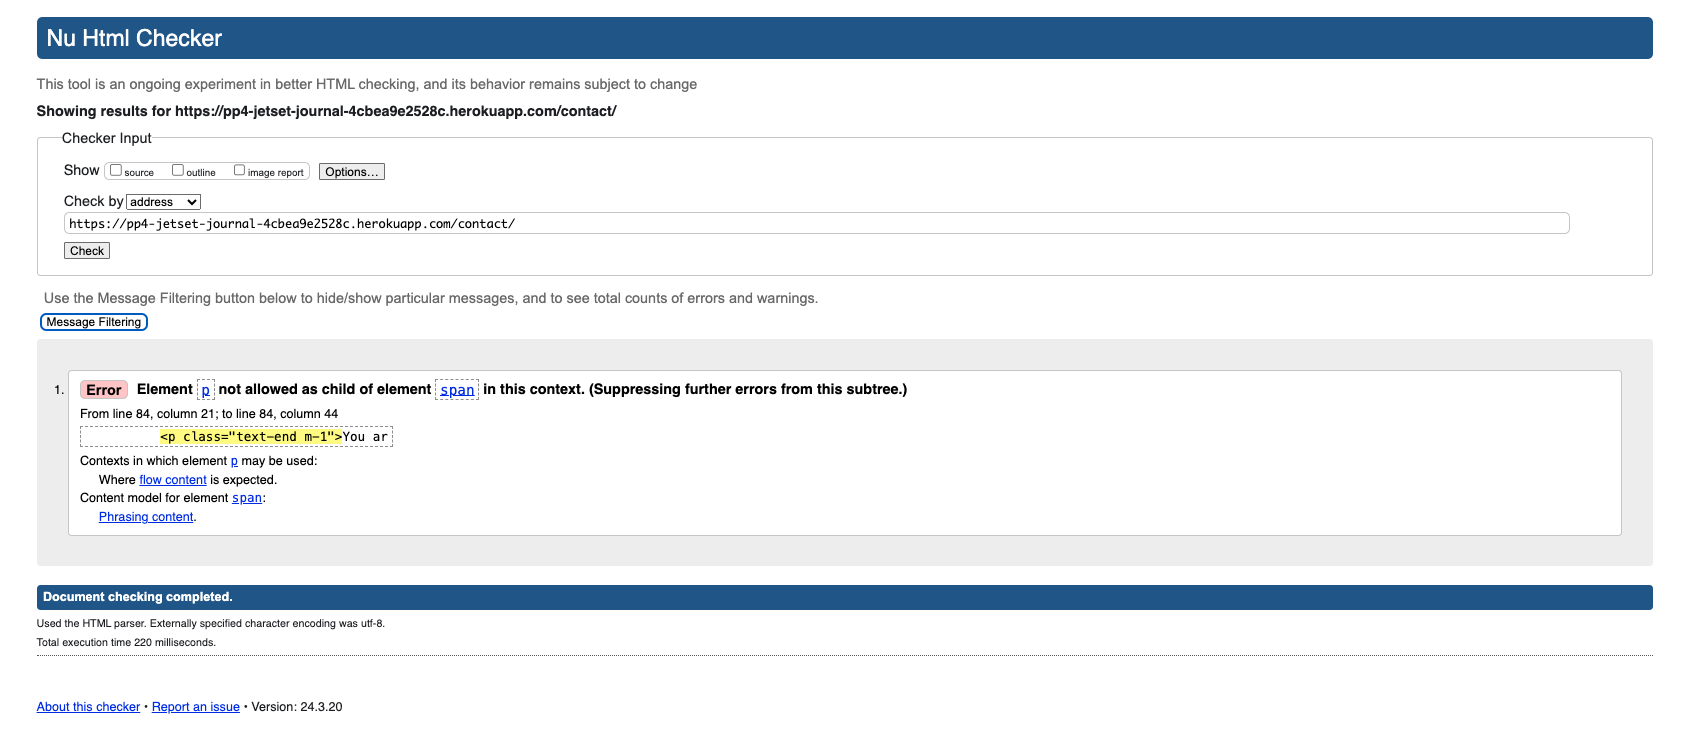 Nu Html Checker
This tool is an ongoing experiment in better HTML checking, and its behavior remains subject to change
Showing results for https://pp4-jetset-journal-4cbea9e2528c.herokuapp.com/contact/
Checker Input
Show source outline image report Options...
Check by address
https://pp4-jetset-journal-4cbea9e2528c.herokuapp.com/contact/
Check
Use the Message Filtering button below to hide/show particular messages, and to see total counts of errors and warnings.
Message Filtering
1. Error Element p not allowed as child of element span in this context. (Suppressing further errors from this subtree.)
From line 84, column 21; to line 84, column 44
<p class="text-end m-1">You ar
Contexts in which element p may be used:
Where flow content is expected.
Content model for element span:
Phrasing content.
Document checking completed.
Used the HTML parser. Externally specified character encoding was utf-8.
Total execution time 220 milliseconds.
About this checker • Report an issue • Version: 24.3.20